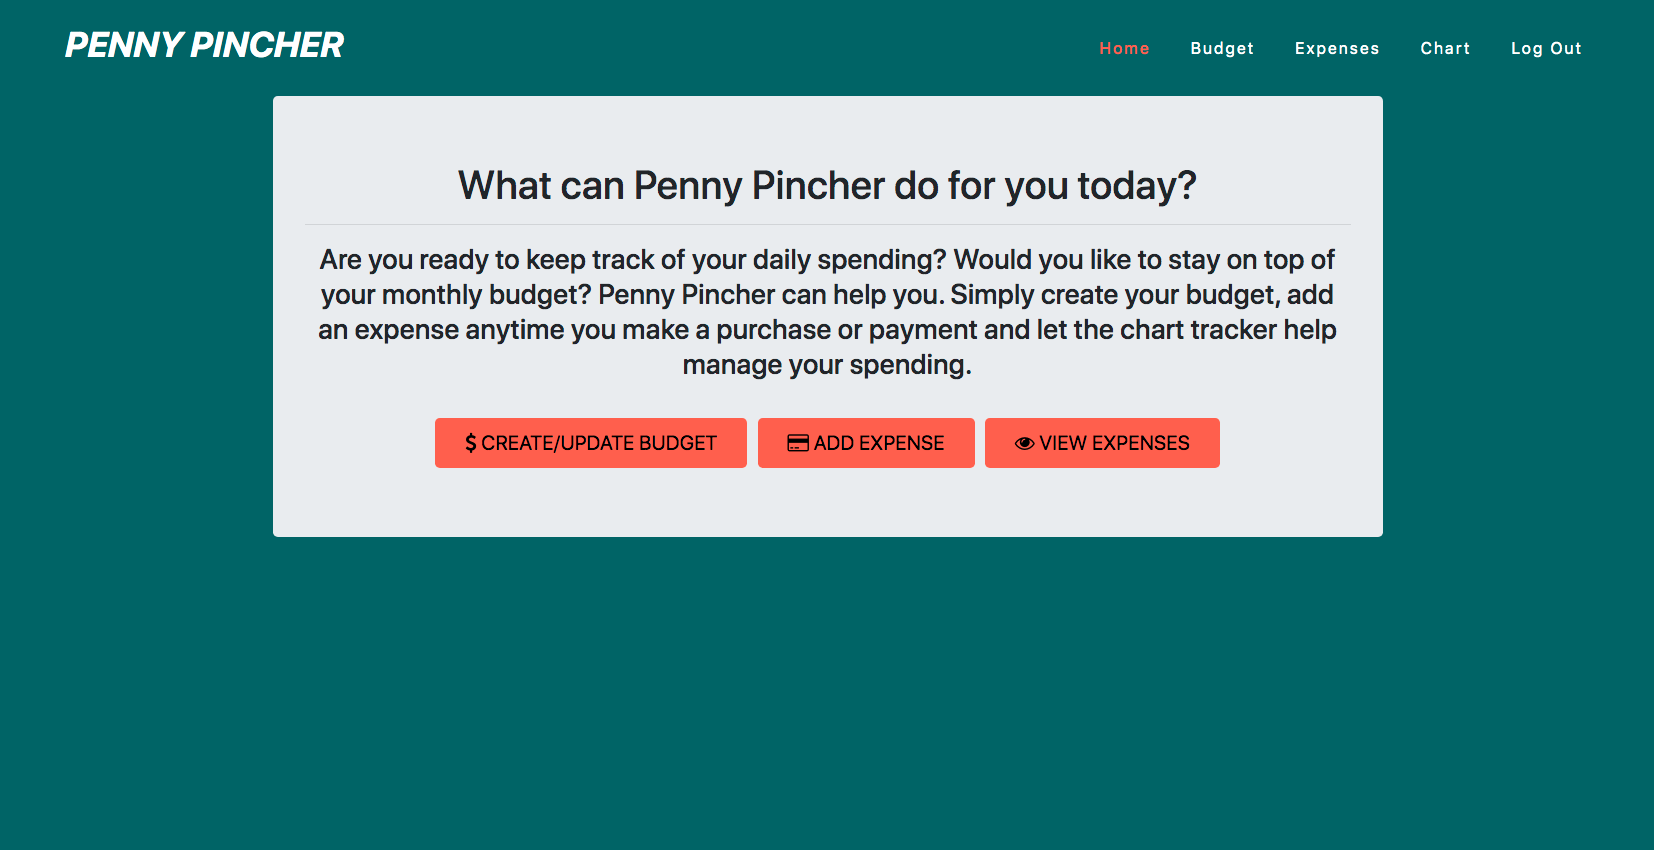 PENNY PINCHER
Home Budget Expenses Chart Log Out
What can Penny Pincher do for you today?
Are you ready to keep track of your daily spending? Would you like to stay on top of
your monthly budget? Penny Pincher can help you. Simply create your budget, add
an expense anytime you make a purchase or payment and let the chart tracker help
manage your spending.
$ CREATE/UPDATE BUDGET ADD EXPENSE VIEW EXPENSES